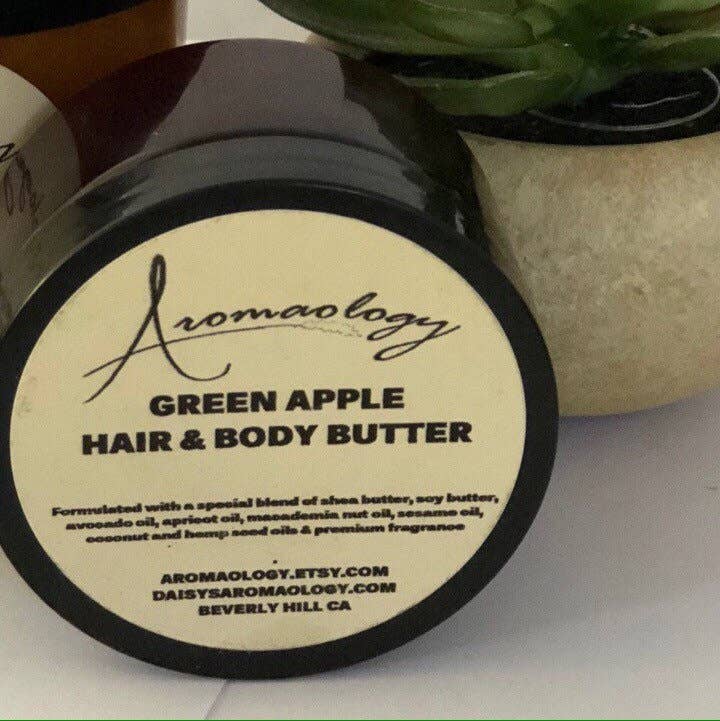 Aromaology
GREEN APPLE
HAIR & BODY BUTTER
Formulated with a special blend of shea butter, soy butter,
avocado oil, apricot oil, macademia nut oil, sesame oil,
coconut and hemp seed oils & premium fragrance
AROMAOLOGY.ETSY.COM
DAISYSAROMAOLOGY.COM
BEVERLY HILL CA